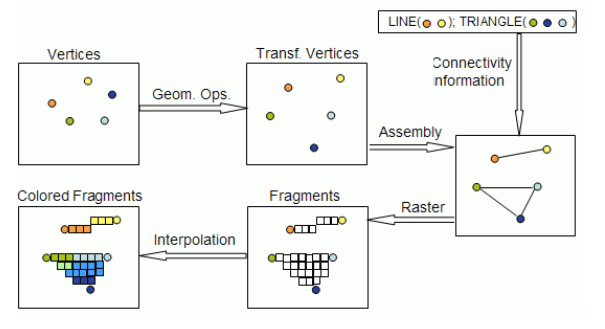 LINE( ); TRIANGLE( )
Vertices
Transf. Vertices
Connectivity
Information
Geom. Ops.
Assembly
Colored Fragments
Fragments
Raster
Interpolation